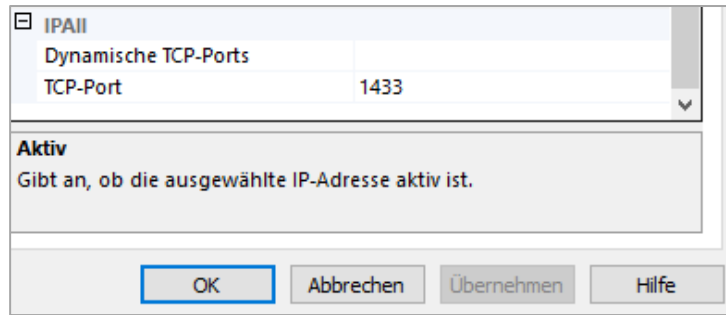 IPAll
Dynamische TCP-Ports
TCP-Port 1433
Aktiv
Gibt an, ob die ausgewählte IP-Adresse aktiv ist.
OK Abbrechen Übernehmen Hilfe